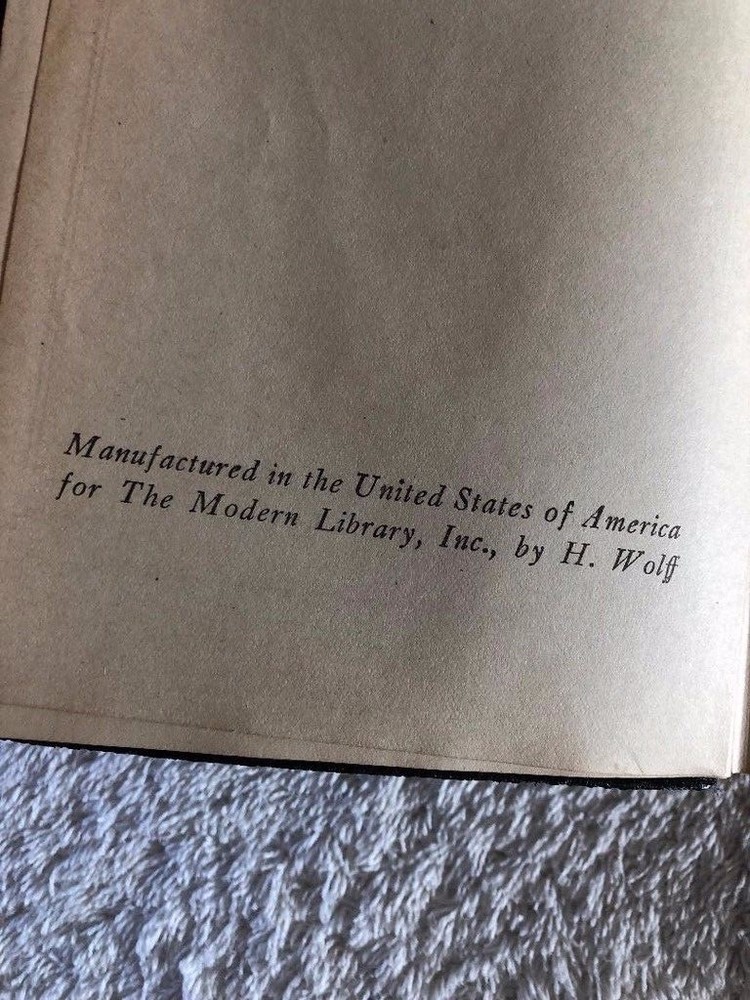 Manufactured in the United States of America
for The Modern Library, Inc., by H. Wolff